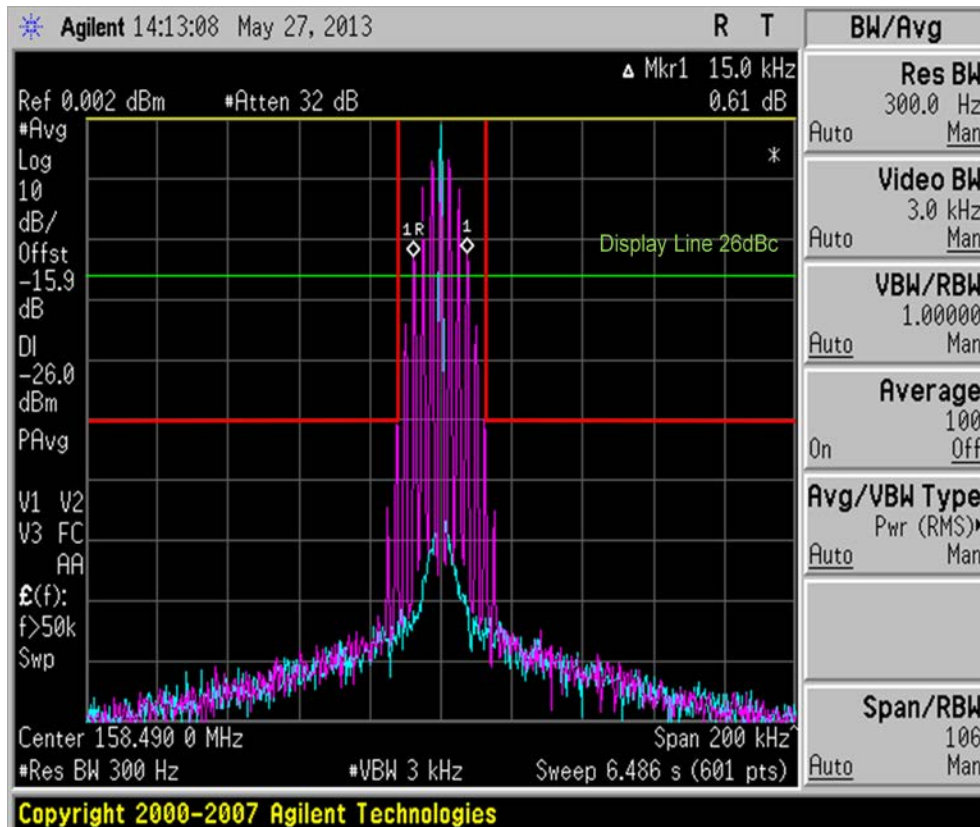 Agilent 14:13:08 May 27, 2013 R T
BW/Avg
Δ Mkr1 15.0 kHz
Ref 0.002 dBm #Atten 32 dB 0.61 dB
#Avg
Log
10
dB/
Offst
-15.9
dB
DI
-26.0
dBm
PAvg
V1 V2
V3 FC
AA
£(f):
f>50k
Swp
*
1R 1
Display Line 26dBc
Center 158.490 0 MHz Span 200 kHz^
#Res BW 300 Hz #VBW 3 kHz Sweep 6.486 s (601 pts)
Res BW
300.0 Hz
Auto Man
Video BW
3.0 kHz
Auto Man
VBW/RBW
1.00000
Auto Man
Average
100
On Off
Avg/VBW Type
Pwr (RMS)▸
Auto Man
Span/RBW
106
Auto Man
Copyright 2000-2007 Agilent Technologies